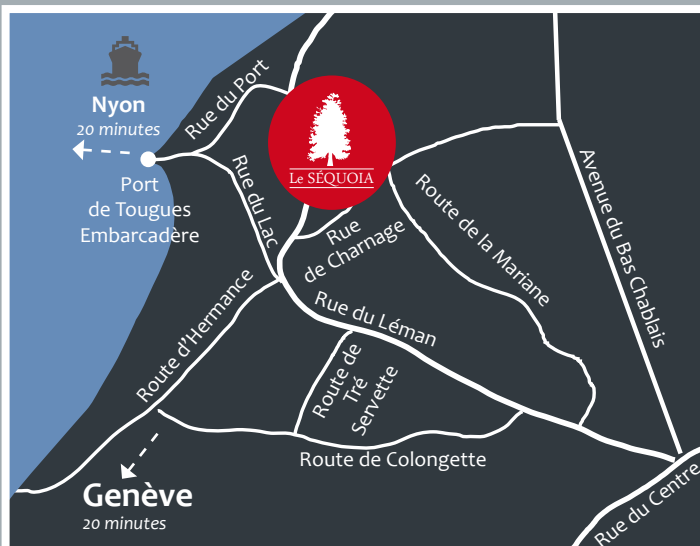 Nyon
20 minutes
Rue du Port
Port
de Tougues
Embarcadère
Rue du Lac
Le SÉQUOIA
Rue
de Charnage
Route de la Mariane
Avenue du Bas Chablais
Route d'Hermance
Rue du Léman
Route de
Tré
Servette
Route de Colongette
Genève
20 minutes
Rue du Centre